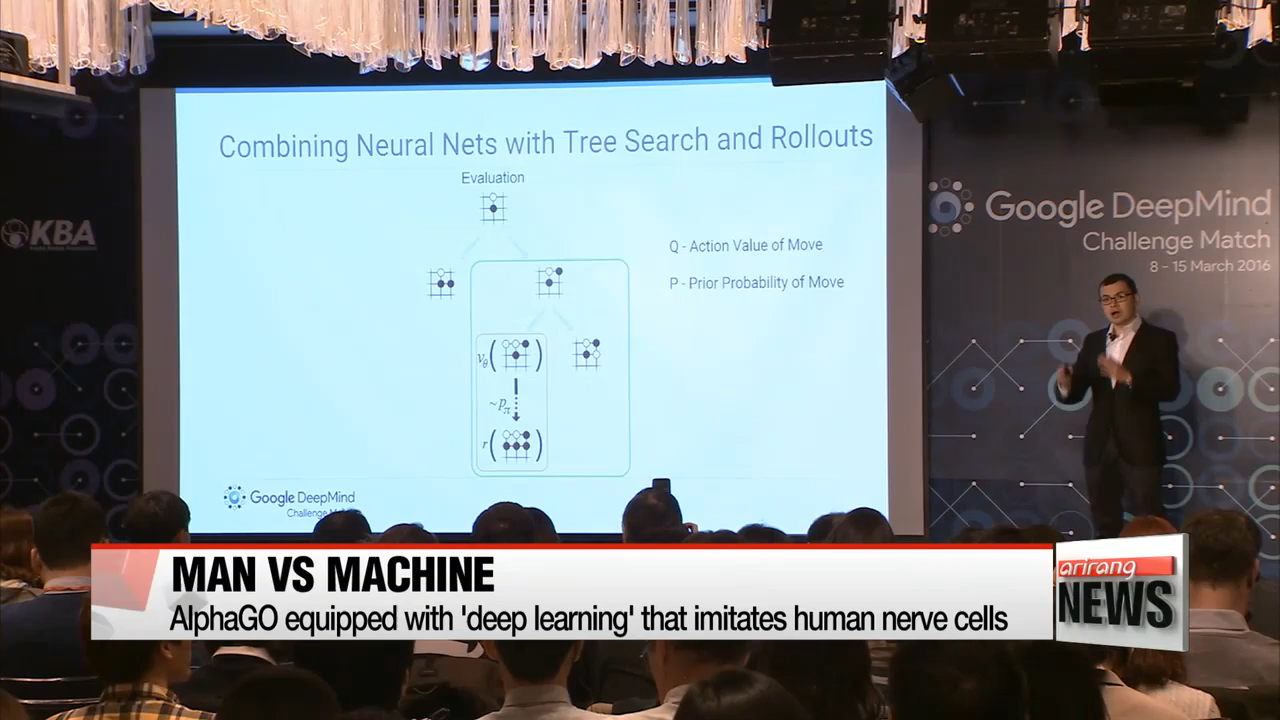 Combining Neural Nets with Tree Search and Rollouts
Evaluation
Q - Action Value of Move
P - Prior Probability of Move
vθ( )
~pπ
r( )
Google DeepMind
KBA
Google DeepMind
Challenge Match
8 - 15 March 2016
MAN VS MACHINE
AlphaGO equipped with 'deep learning' that imitates human nerve cells
arirang
NEWS